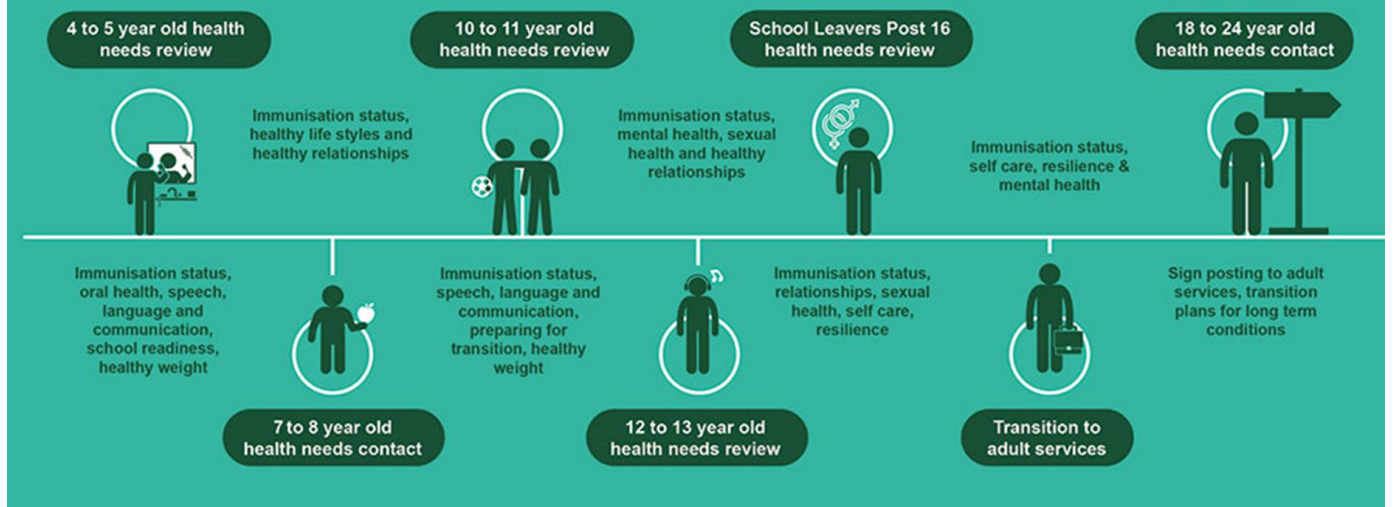 4 to 5 year old health
needs review
Immunisation status,
oral health, speech,
language and
communication,
school readiness,
healthy weight
Immunisation status,
healthy life styles and
healthy relationships
7 to 8 year old
health needs contact
10 to 11 year old
health needs review
Immunisation status,
speech, language and
communication,
preparing for
transition, healthy
weight
Immunisation status,
mental health, sexual
health and healthy
relationships
12 to 13 year old
health needs review
School Leavers Post 16
health needs review
Immunisation status,
relationships, sexual
health, self care,
resilience
Immunisation status,
self care, resilience &
mental health
Transition to
adult services
18 to 24 year old
health needs contact
Sign posting to adult
services, transition
plans for long term
conditions